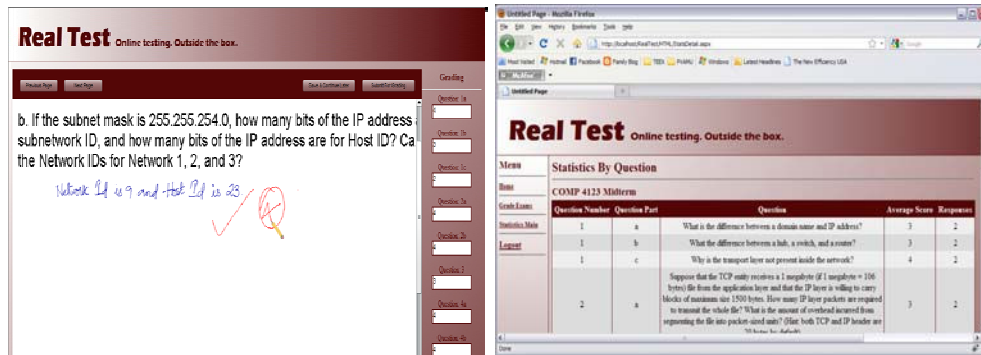 Real Test Online testing. Outside the box.
Previous Page Next Page Save & Continue Later Submit For Grading
Grading
Question 1a
4
b. If the subnet mask is 255.255.254.0, how many bits of the IP address
subnetwork ID, and how many bits of the IP address are for Host ID? Ca
the Network IDs for Network 1, 2, and 3?
Network Id is 9 and Host Id is 23.
4
Question 1b
Question 1c
Question 2a
Question 2b
Question 3
Question 4a
Question 4b
Untitled Page - Mozilla Firefox
File Edit View History Bookmarks Tools Help
http://localhost/RealTest/HTML/StatsDetail.aspx
Google
Most Visited Hotmail Facebook Family Blog TEEX PVAMU Windows Latest Headlines The New Efficiency USA
McAfee
Untitled Page
Real Test Online testing. Outside the box.
Menu
Home
Grade Exams
Statistics Main
Logout
Statistics By Question
COMP 4123 Midterm
Question Number Question Part Question Average Score Responses
1 a What is the difference between a domain name and IP address? 3 2
1 b What the difference between a hub, a switch, and a router? 3 2
1 c Why is the transport layer not present inside the network? 4 2
2 a Suppose that the TCP entity receives a 1 megabyte (if 1 megabyte = 106
bytes) file from the application layer and that the IP layer is willing to carry
blocks of maximum size 1500 bytes. How many IP layer packets are required
to transmit the whole file? What is the amount of overhead incurred from
segmenting the file into packet-sized units? (Hint: both TCP and IP header are
20 bytes by default) 3 2
Done